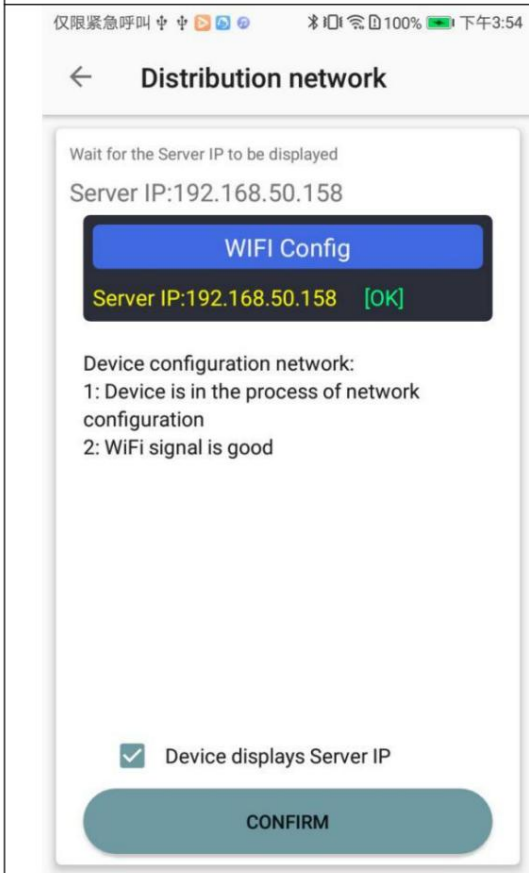 仅限紧急呼叫 100% 下午3:54
Distribution network
Wait for the Server IP to be displayed
Server IP:192.168.50.158
WIFI Config
Server IP:192.168.50.158 [OK]
Device configuration network:
1: Device is in the process of network
configuration
2: WiFi signal is good
Device displays Server IP
CONFIRM